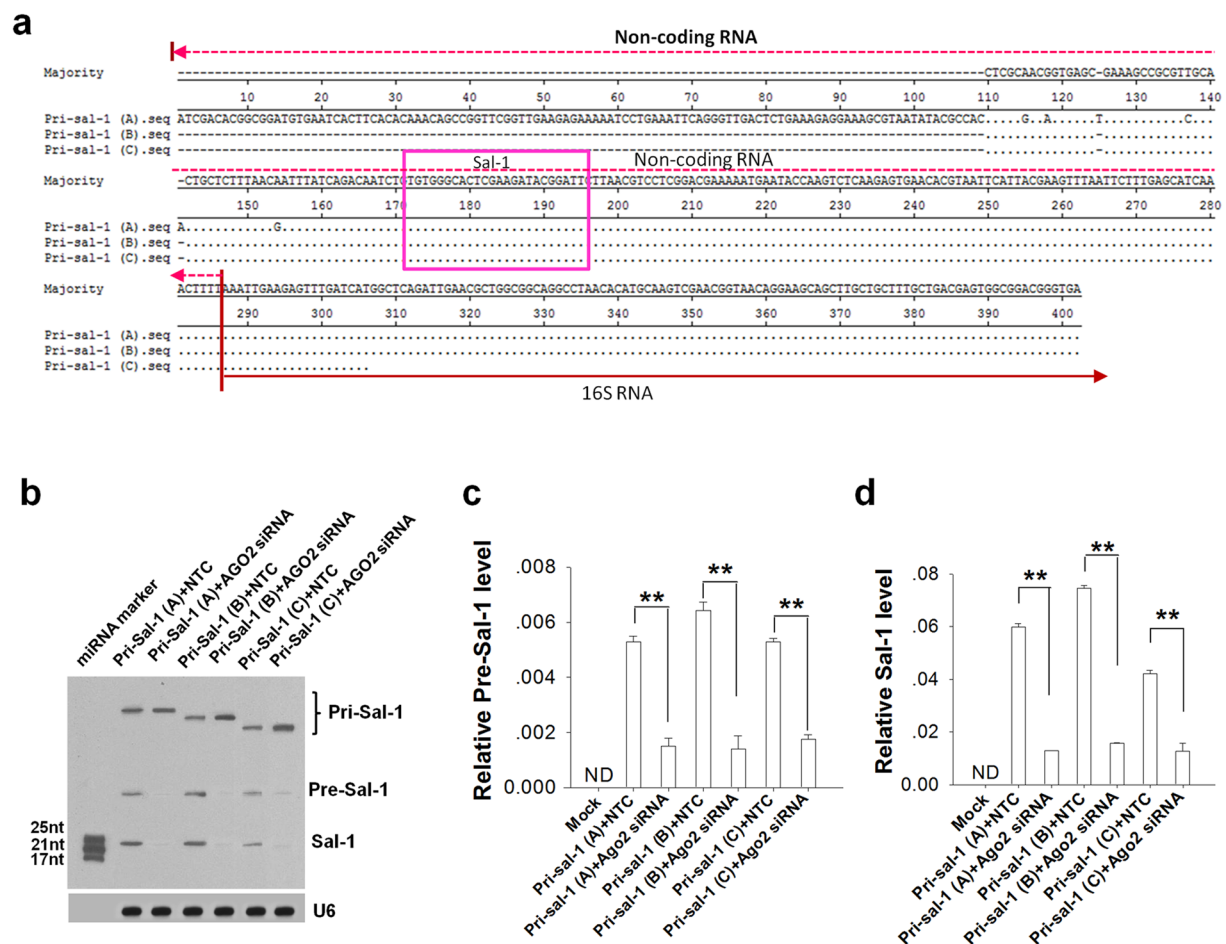 a
Non-coding RNA
Majority
CTCGCAACGGTGAGC-GAAAGCCGCGTTGCA
10 20 30 40 50 60 70 80 90 100 110 120 130 140
Pri-sal-1 (A).seq ATCGACACGGCGGATGTGAATCACTTCACACAAACAGCCGGTTCGGTTGAAGAGAAAAATCCTGAAATTCAGGGTTGACTCTGAAAGAGGAAAGCGTAATATACGCCAC.....G..A......T...........C...
Pri-sal-1 (B).seq
Pri-sal-1 (C).seq
Sal-1
Non-coding RNA
Majority -CTGCTCTTTAACAATTTATCAGACAATCTGTGTGGGCACTCGAAGATACGGATTCTTAACGTCCTCGGACGAAAAATGAATACCAAGTCTCAAGAGTGAACACGTAATTCATTACGAAGTTTAATTCTTTGAGCATCAA
150 160 170 180 190 200 210 220 230 240 250 260 270 280
Pri-sal-1 (A).seq A............G
Pri-sal-1 (B).seq
Pri-sal-1 (C).seq
Majority ACTTTTAAATTGAAGAGTTTGATCATGGCTCAGATTGAACGCTGGCGGCAGGCCTAACACATGCAAGTCGAACGGTAACAGGAAGCAGCTTGCTGCTTTGCTGACGAGTGGCGGACGGGTGA
290 300 310 320 330 340 350 360 370 380 390 400
Pri-sal-1 (A).seq
Pri-sal-1 (B).seq
Pri-sal-1 (C).seq
16S RNA
b
miRNA marker
Pri-Sal-1 (A)+NTC
Pri-Sal-1 (A)+AGO2 siRNA
Pri-Sal-1 (B)+NTC
Pri-Sal-1 (B)+AGO2 siRNA
Pri-Sal-1 (C)+NTC
Pri-Sal-1 (C)+AGO2 siRNA
Pri-Sal-1
Pre-Sal-1
25nt
21nt
17nt
Sal-1
U6
c
Relative Pre-Sal-1 level
.008
.006
.004
.002
0.000
ND
**
**
**
Mock
Pri-sal-1 (A)+NTC
Pri-sal-1 (A)+Ago2 siRNA
Pri-sal-1 (B)+NTC
Pri-sal-1 (B)+Ago2 siRNA
Pri-sal-1 (C)+NTC
Pri-sal-1 (C)+Ago2 siRNA
d
Relative Sal-1 level
.08
.06
.04
.02
0.00
ND
**
**
**
Mock
Pri-sal-1 (A)+NTC
Pri-sal-1 (A)+Ago2 siRNA
Pri-sal-1 (B)+NTC
Pri-sal-1 (B)+Ago2 siRNA
Pri-sal-1 (C)+NTC
Pri-sal-1 (C)+Ago2 siRNA